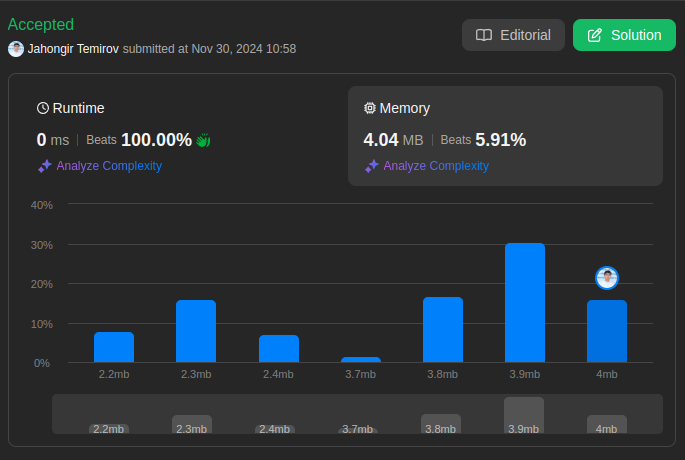 Accepted
Jahongir Temirov submitted at Nov 30, 2024 10:58
Editorial
Solution
Runtime
0 ms Beats 100.00%
Analyze Complexity
Memory
4.04 MB Beats 5.91%
Analyze Complexity
40%
30%
20%
10%
0%
2.2mb 2.3mb 2.4mb 3.7mb 3.8mb 3.9mb 4mb
2.2mb 2.3mb 2.4mb 3.7mb 3.8mb 3.9mb 4mb